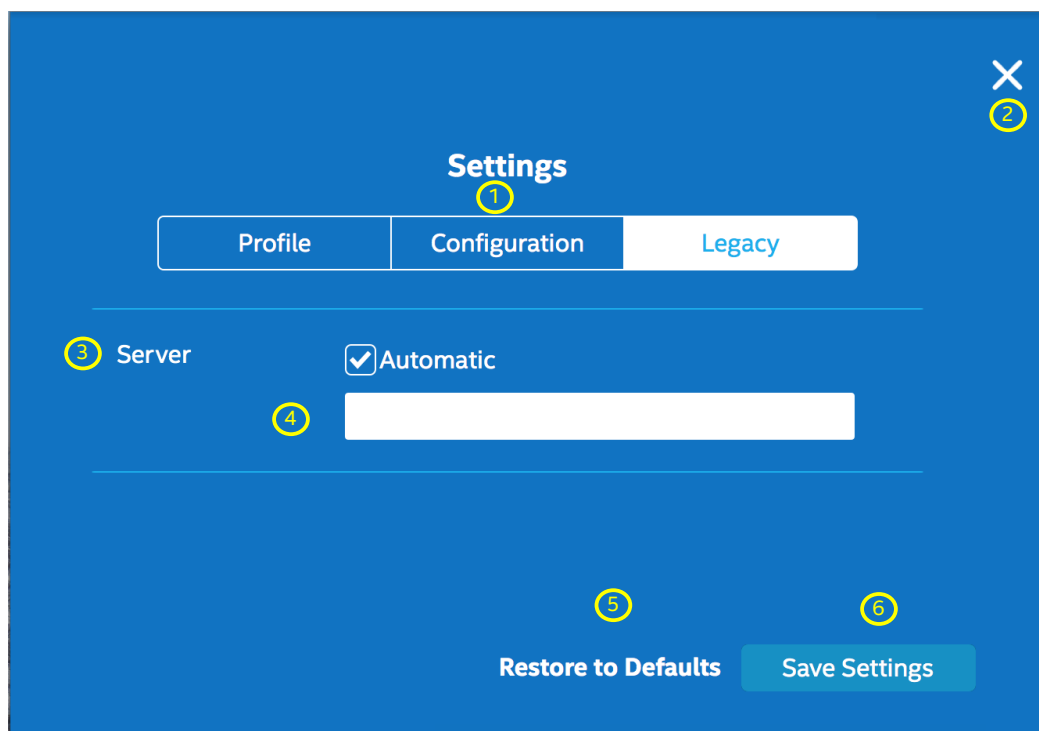 2
Settings
1
Profile Configuration Legacy
3 Server Automatic
4
5 6
Restore to Defaults Save Settings